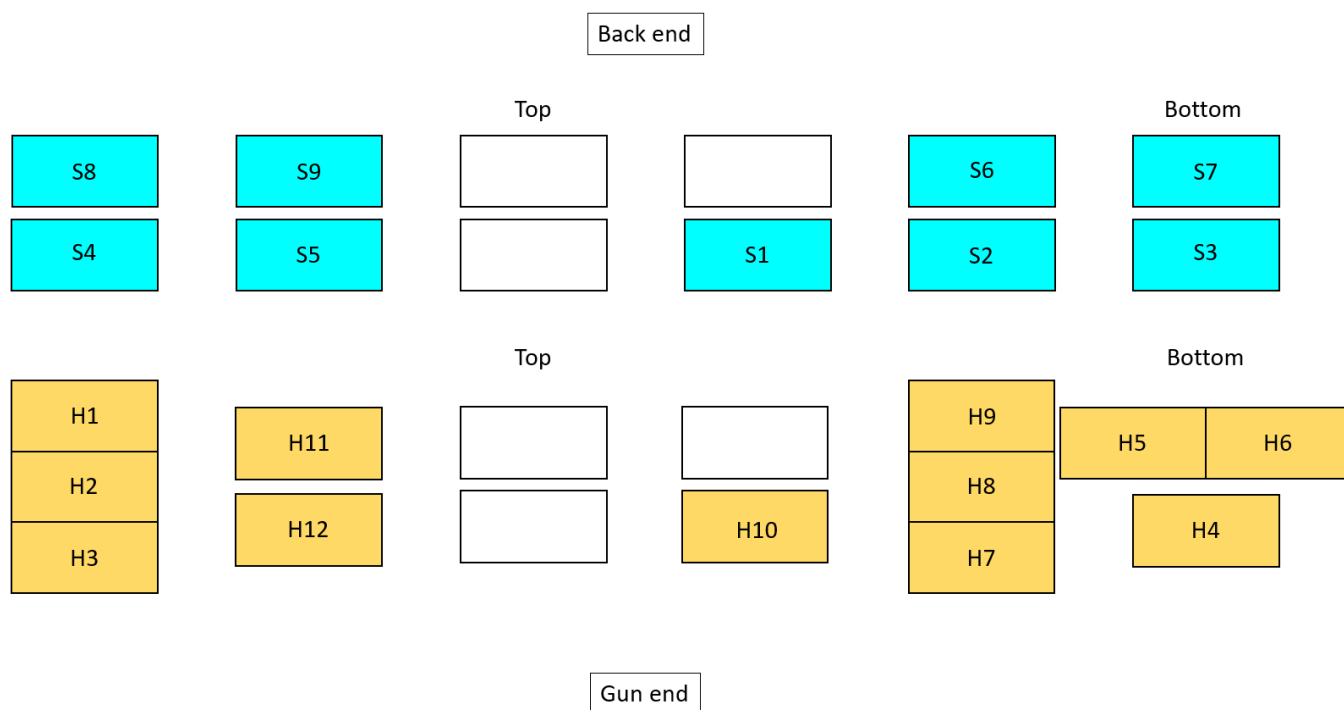 Back end
Top Bottom
S8 S9 S6 S7
S4 S5 S1 S2 S3
Top Bottom
H1 H9
H11 H5 H6
H2 H8
H12 H10 H4
H3 H7
Gun end